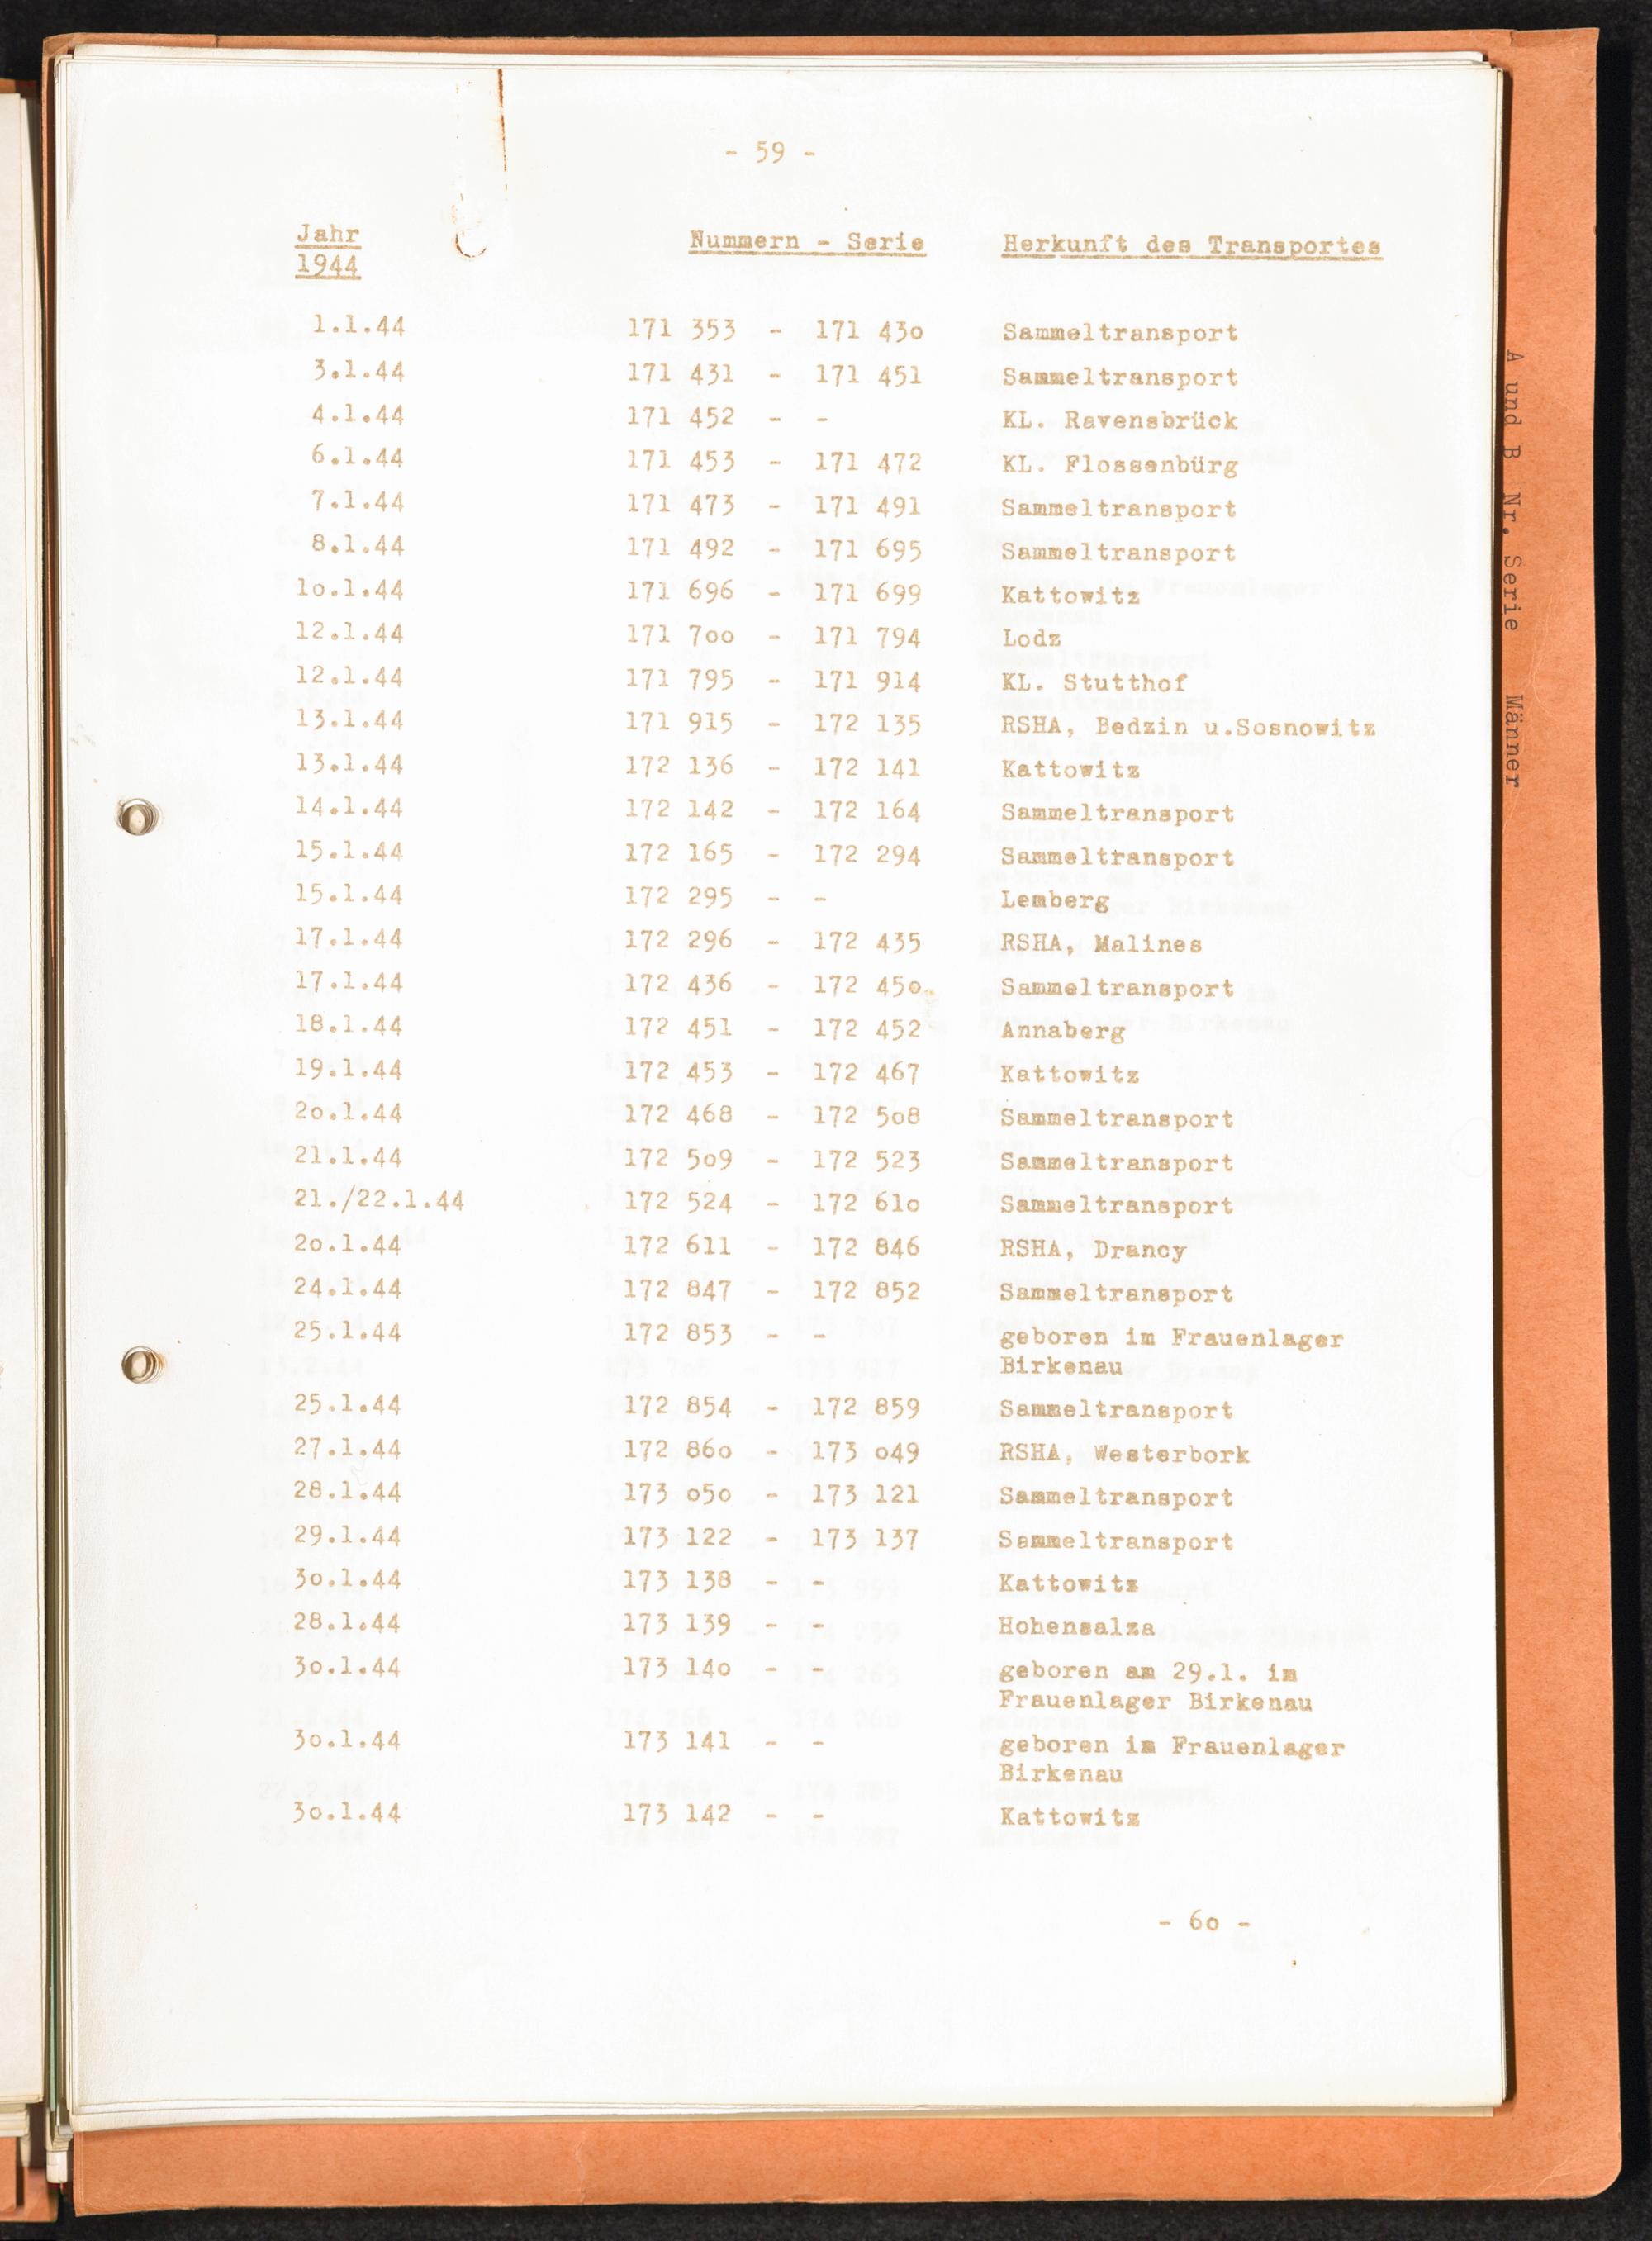 - 59 -
Jahr Nummern - Serie Herkunft des Transportes
1944
1.1.44 171 353 - 171 43o Sammeltransport
3.1.44 171 431 - 171 451 Sammeltransport
4.1.44 171 452 - - KL. Ravensbrück
6.1.44 171 453 - 171 472 KL. Flossenbürg
7.1.44 171 473 - 171 491 Sammeltransport
8.1.44 171 492 - 171 695 Sammeltransport
1o.1.44 171 696 - 171 699 Kattowitz
12.1.44 171 7oo - 171 794 Lodz
12.1.44 171 795 - 171 914 KL. Stutthof
13.1.44 171 915 - 172 135 RSHA, Bedzin u.Sosnowitz
13.1.44 172 136 - 172 141 Kattowitz
14.1.44 172 142 - 172 164 Sammeltransport
15.1.44 172 165 - 172 294 Sammeltransport
15.1.44 172 295 - - Lemberg
17.1.44 172 296 - 172 435 RSHA, Malines
17.1.44 172 436 - 172 45o Sammeltransport
18.1.44 172 451 - 172 452 Annaberg
19.1.44 172 453 - 172 467 Kattowitz
2o.1.44 172 468 - 172 5o8 Sammeltransport
21.1.44 172 5o9 - 172 523 Sammeltransport
21./22.1.44 172 524 - 172 61o Sammeltransport
2o.1.44 172 611 - 172 846 RSHA, Drancy
24.1.44 172 847 - 172 852 Sammeltransport
25.1.44 172 853 - - geboren im Frauenlager
Birkenau
25.1.44 172 854 - 172 859 Sammeltransport
27.1.44 172 86o - 173 o49 RSHA, Westerbork
28.1.44 173 o5o - 173 121 Sammeltransport
29.1.44 173 122 - 173 137 Sammeltransport
3o.1.44 173 138 - - Kattowitz
28.1.44 173 139 - - Hohensalza
3o.1.44 173 14o - - geboren am 29.1. im
Frauenlager Birkenau
3o.1.44 173 141 - - geboren im Frauenlager
Birkenau
3o.1.44 173 142 - - Kattowitz
- 6o -
A und B Nr. Serie Männer